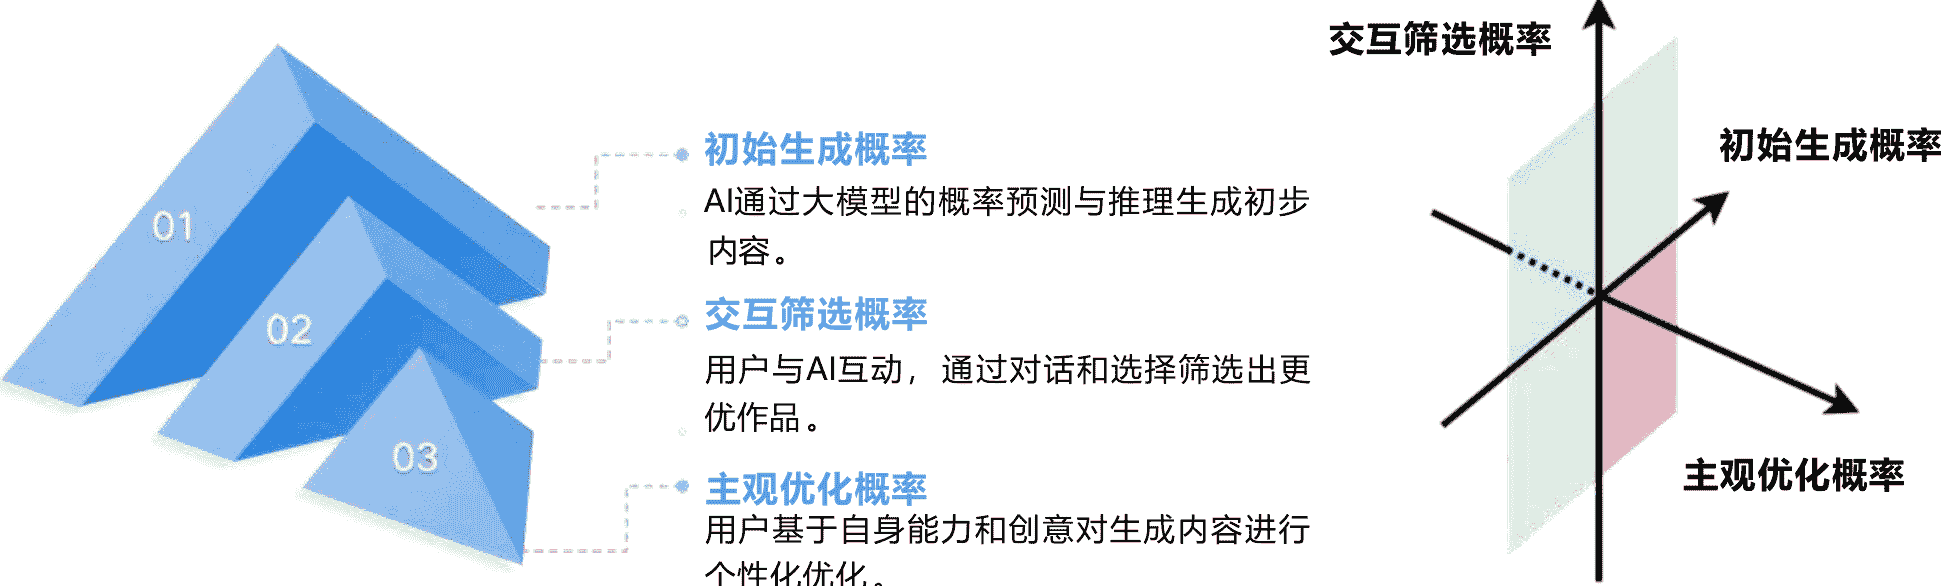 01
02
03
初始生成概率
AI通过大模型的概率预测与推理生成初步
内容。
交互筛选概率
用户与AI互动，通过对话和选择筛选出更
优作品。
主观优化概率
用户基于自身能力和创意对生成内容进行
个性化优化。
交互筛选概率
初始生成概率
主观优化概率